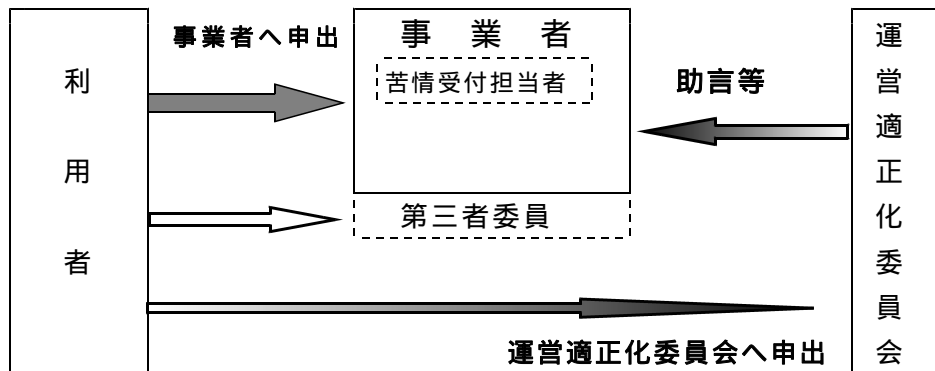 利用者
事業者へ申出
事業者
苦情受付担当者
第三者委員
助言等
運営適正化委員会へ申出
運営適正化委員会